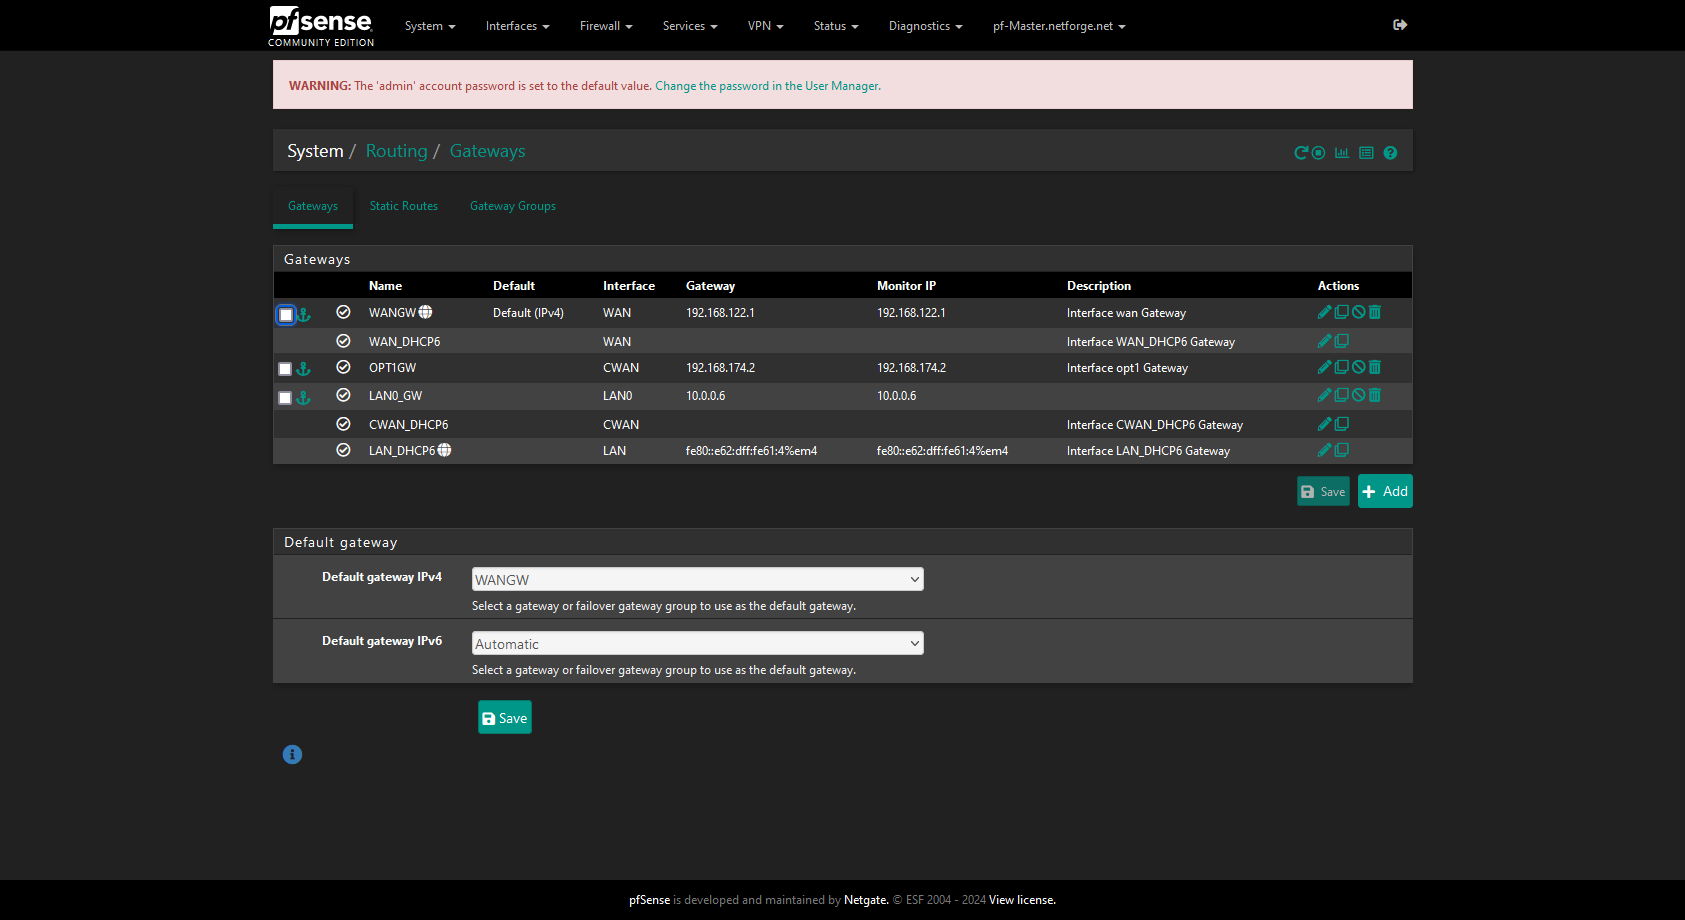 pfsense
COMMUNITY EDITION
System Interfaces Firewall Services VPN Status Diagnostics pf-Master.netforge.net
WARNING: The 'admin' account password is set to the default value. Change the password in the User Manager.
System / Routing / Gateways
Gateways Static Routes Gateway Groups
Gateways
Name Default Interface Gateway Monitor IP Description Actions
WANGW Default (IPv4) WAN 192.168.122.1 192.168.122.1 Interface wan Gateway
WAN_DHCP6 WAN Interface WAN_DHCP6 Gateway
OPT1GW CWAN 192.168.174.2 192.168.174.2 Interface opt1 Gateway
LAN0_GW LAN0 10.0.0.6 10.0.0.6
CWAN_DHCP6 CWAN Interface CWAN_DHCP6 Gateway
LAN_DHCP6 LAN fe80::e62:dff:fe61:4%em4 fe80::e62:dff:fe61:4%em4 Interface LAN_DHCP6 Gateway
Save Add
Default gateway
Default gateway IPv4 WANGW
Select a gateway or failover gateway group to use as the default gateway.
Default gateway IPv6 Automatic
Select a gateway or failover gateway group to use as the default gateway.
Save
pfSense is developed and maintained by Netgate. © ESF 2004 - 2024 View license.